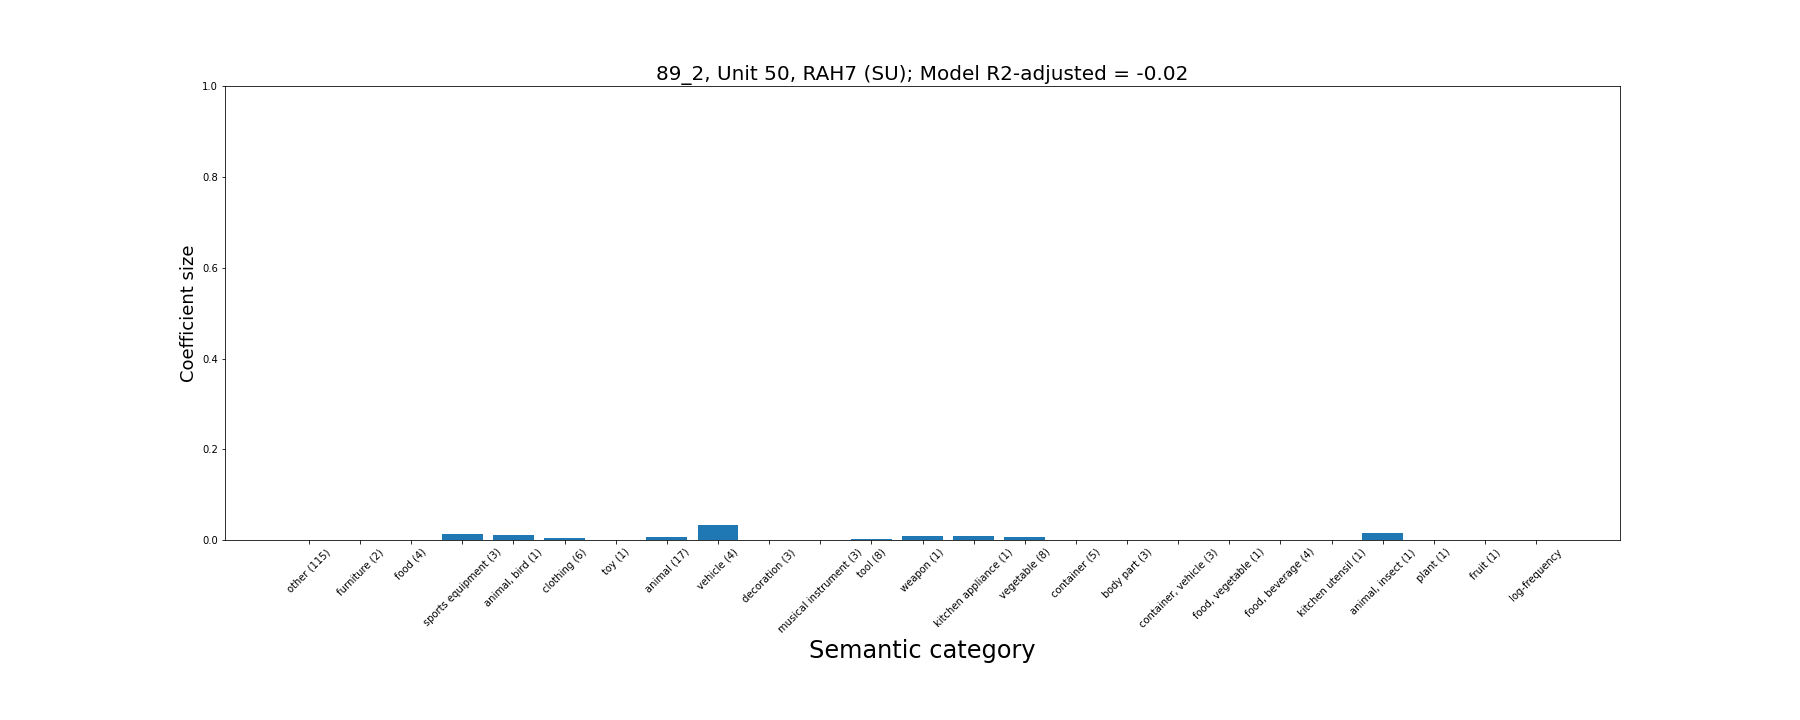 89_2, Unit 50, RAH7 (SU); Model R2-adjusted = -0.02
Coefficient size
1.0
0.8
0.6
0.4
0.2
0.0
other (115)
furniture (2)
food (4)
sports equipment (3)
animal, bird (1)
clothing (6)
toy (1)
animal (17)
vehicle (4)
decoration (3)
musical instrument (3)
tool (8)
weapon (1)
kitchen appliance (1)
vegetable (8)
container (5)
body part (3)
container, vehicle (3)
food, vegetable (1)
food, beverage (4)
kitchen utensil (1)
animal, insect (1)
plant (1)
fruit (1)
log-frequency
Semantic category